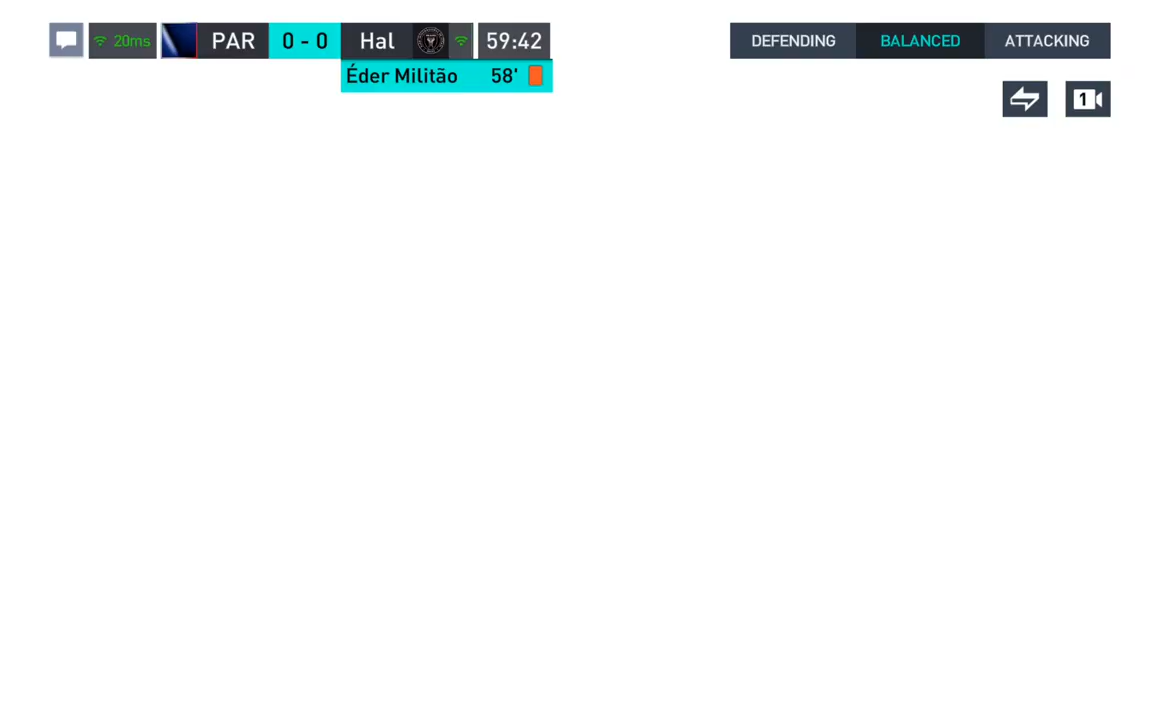 20ms PAR 0 - 0 Hal 59:42
Éder Militão 58'
DEFENDING BALANCED ATTACKING
1